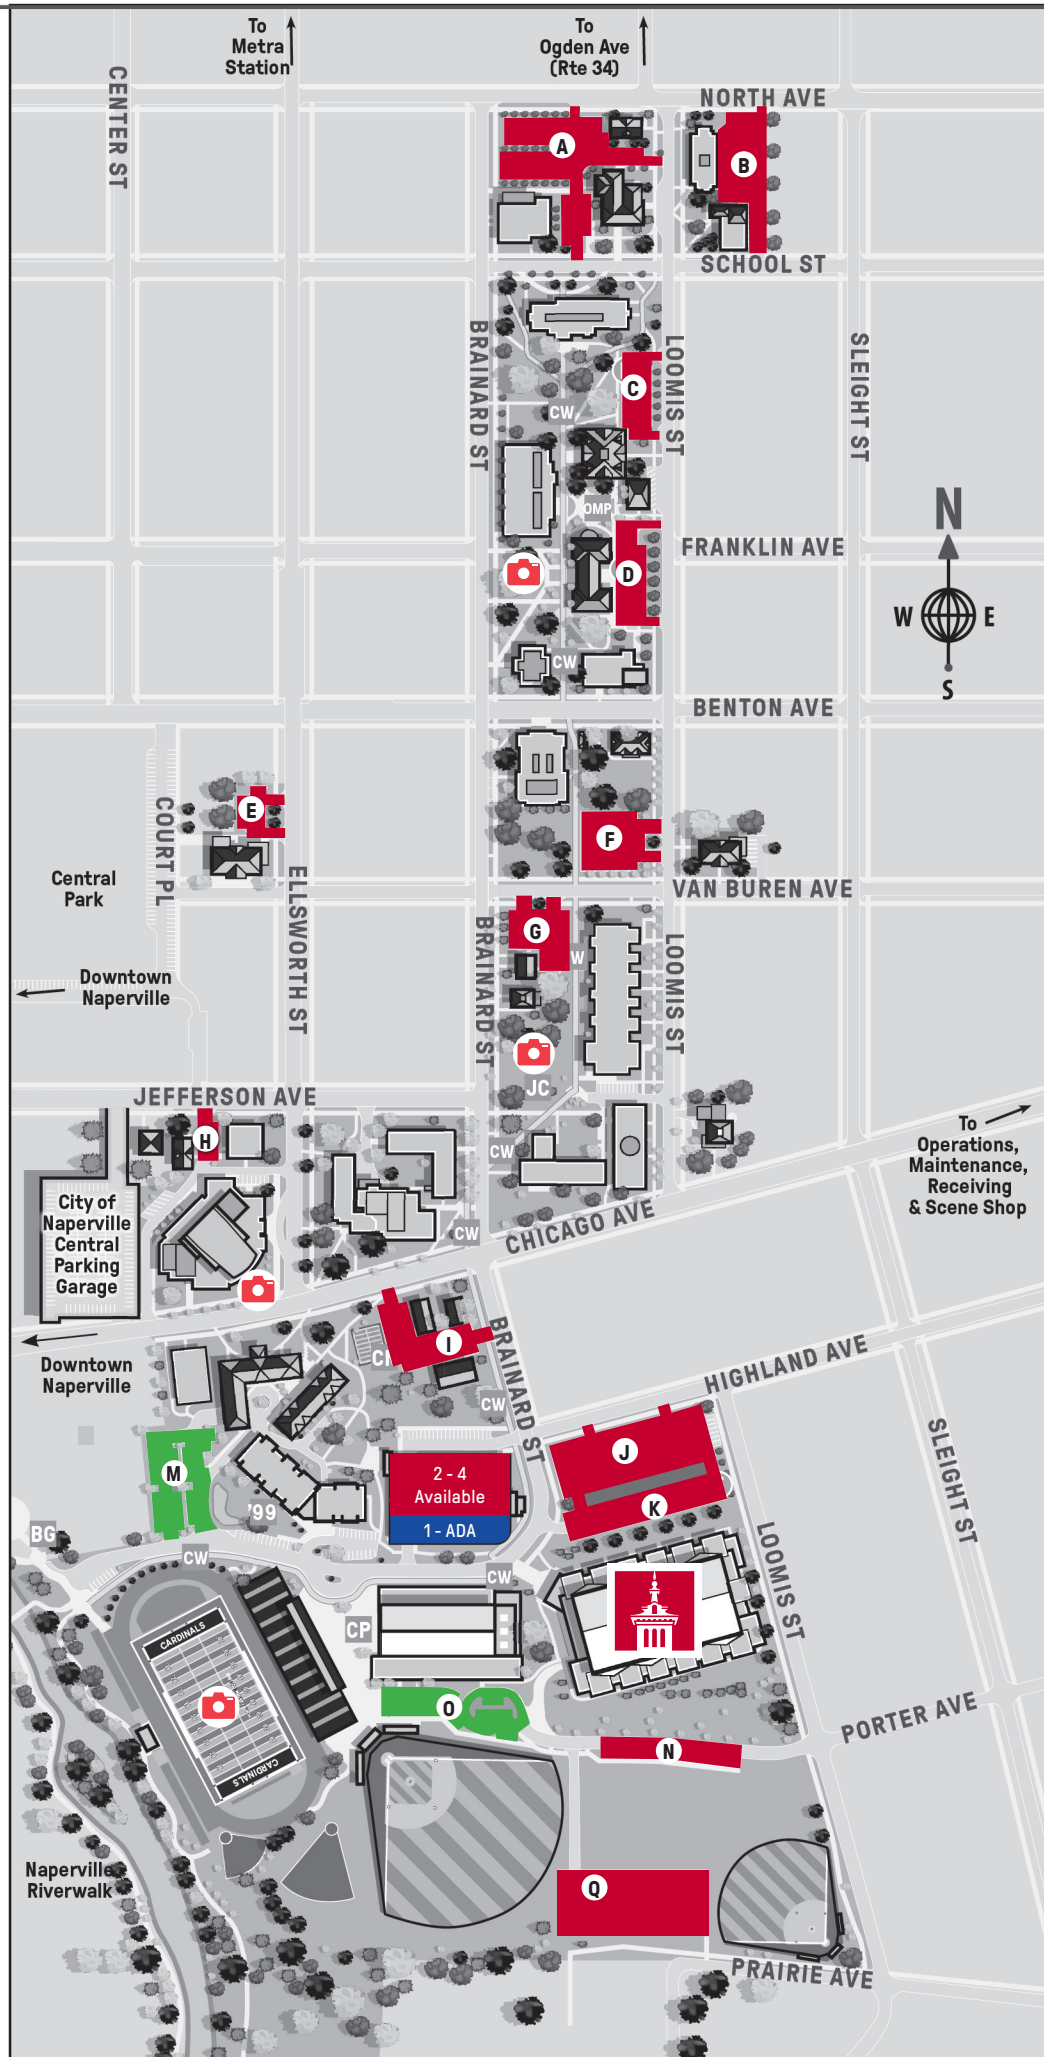 To
Metra
Station
To
Ogden Ave
(Rte 34)
CENTER ST
NORTH AVE
A
B
SCHOOL ST
BRAINARD ST
LOOMIS ST
SLEIGHT ST
C
CW
OMP
N
FRANKLIN AVE
D
W
E
S
CW
BENTON AVE
COURT PL
E
F
Central
Park
ELLSWORTH ST
VAN BUREN AVE
G
BRAINARD ST
LOOMIS ST
W
Downtown
Naperville
JC
JEFFERSON AVE
H
CW
To
Operations,
Maintenance,
Receiving
& Scene Shop
City of
Naperville
Central
Parking
Garage
CW
CHICAGO AVE
I
Downtown
Naperville
BRAINARD ST
HIGHLAND AVE
CW
SLEIGHT ST
J
M
2 - 4
Available
K
'99
1 - ADA
BG
LOOMIS ST
CW
CW
CP
CARDINALS
O
PORTER AVE
N
CARDINALS
Naperville
Riverwalk
Q
PRAIRIE AVE